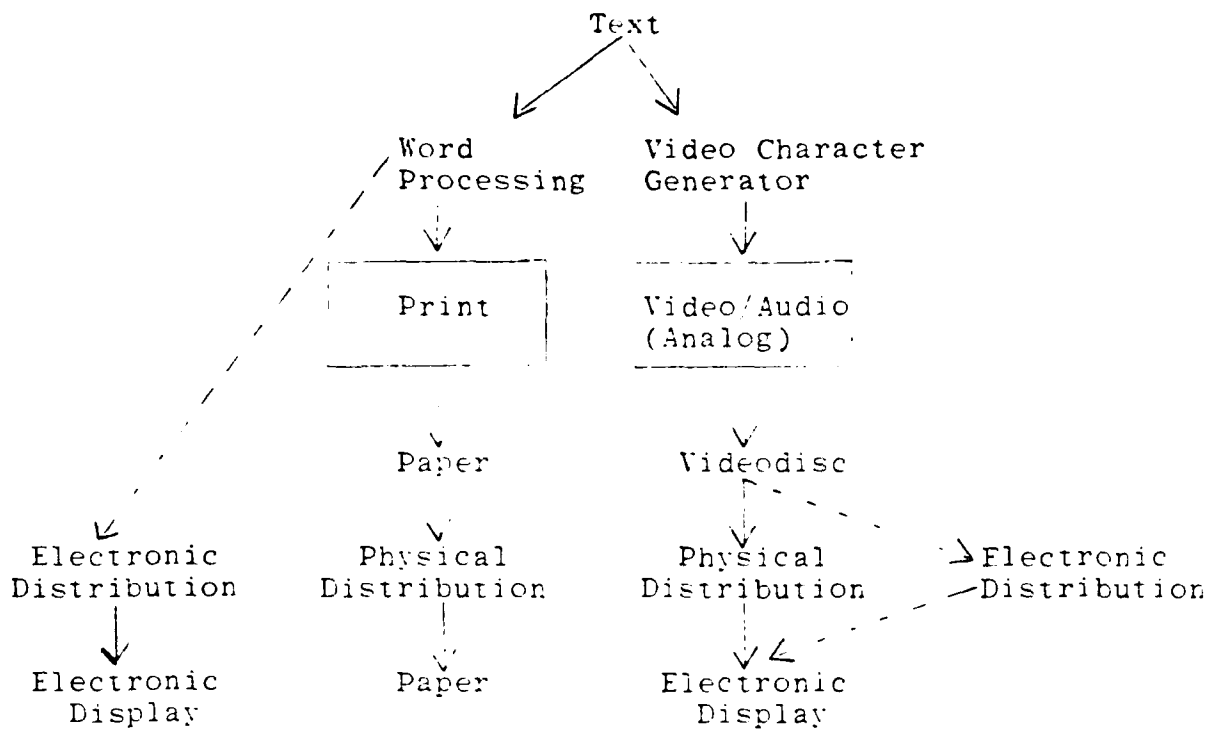 Text
Word
Processing
Video Character
Generator
Print
Video/Audio
(Analog)
Paper
Videodisc
Electronic
Distribution
Physical
Distribution
Physical
Distribution
Electronic
Distribution
Electronic
Display
Paper
Electronic
Display